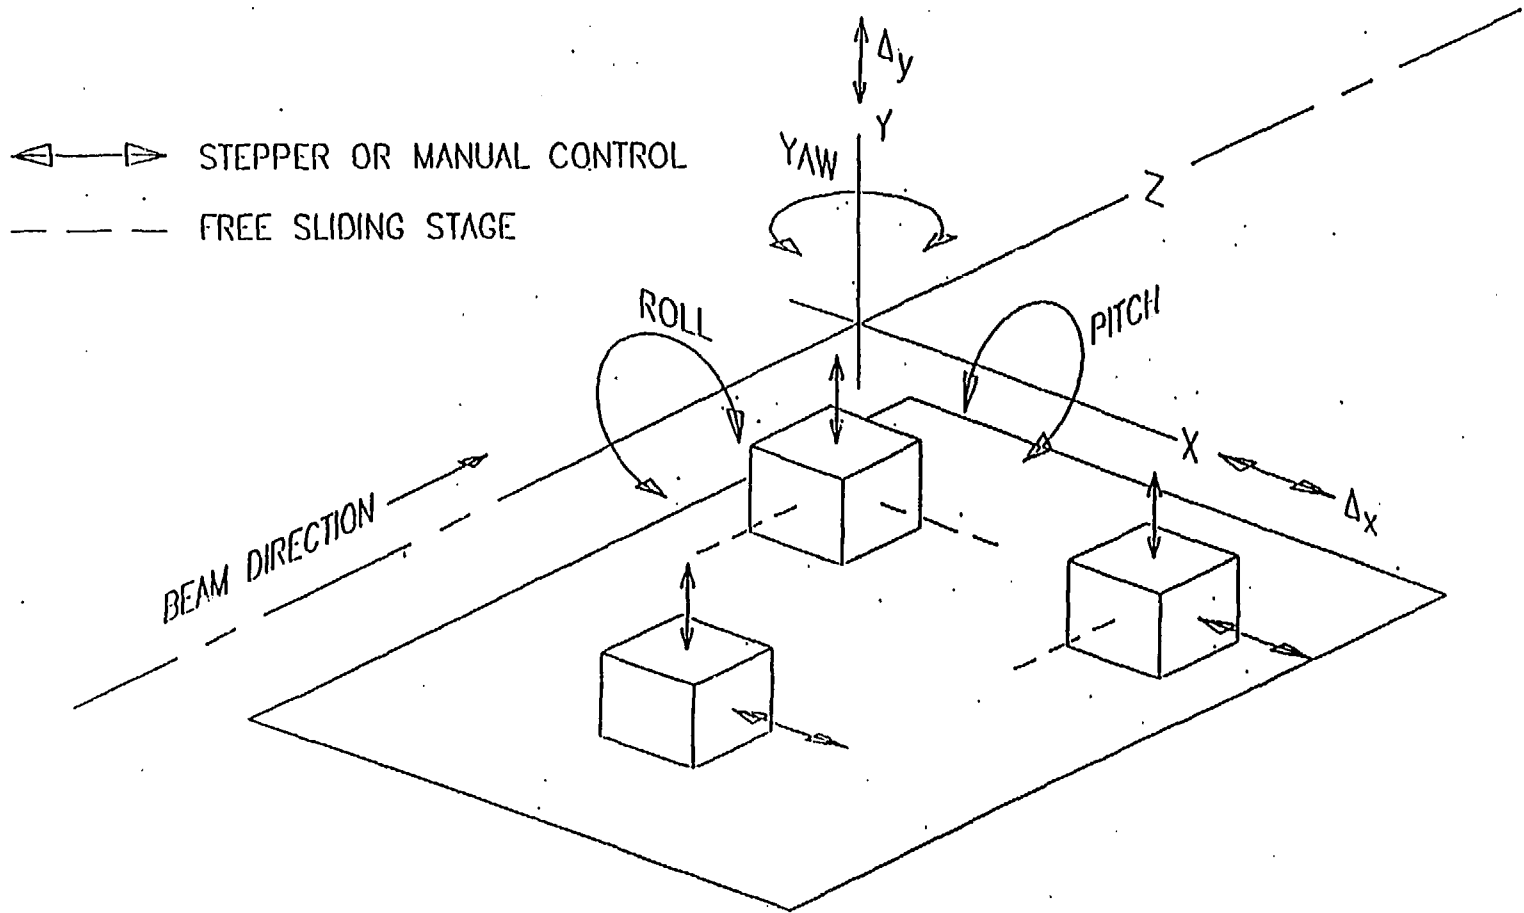 Δy
Y
YAW
STEPPER OR MANUAL CONTROL
Z
FREE SLIDING STAGE
ROLL
PITCH
X
Δx
BEAM DIRECTION